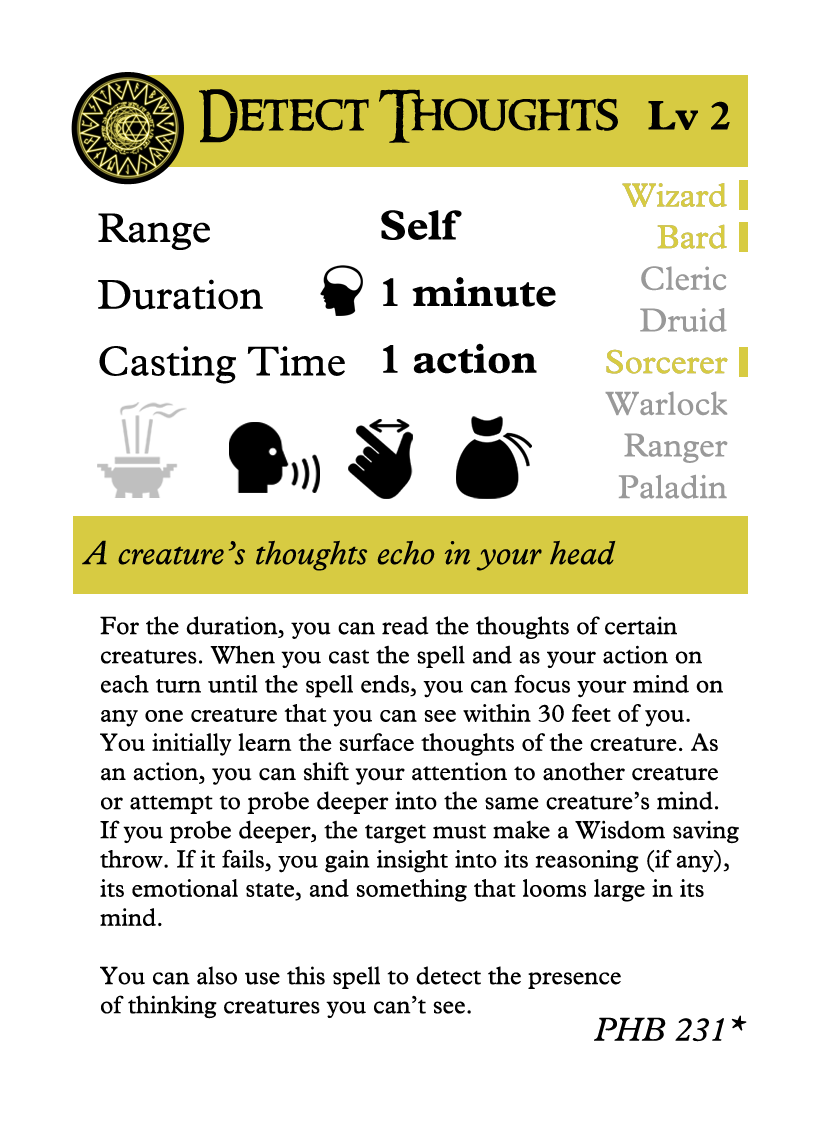 Detect Thoughts Lv 2
Range Self
Duration 1 minute
Casting Time 1 action
Wizard
Bard
Cleric
Druid
Sorcerer
Warlock
Ranger
Paladin
A creature's thoughts echo in your head
For the duration, you can read the thoughts of certain
creatures. When you cast the spell and as your action on
each turn until the spell ends, you can focus your mind on
any one creature that you can see within 30 feet of you.
You initially learn the surface thoughts of the creature. As
an action, you can shift your attention to another creature
or attempt to probe deeper into the same creature's mind.
If you probe deeper, the target must make a Wisdom saving
throw. If it fails, you gain insight into its reasoning (if any),
its emotional state, and something that looms large in its
mind.
You can also use this spell to detect the presence
of thinking creatures you can't see.
PHB 231*